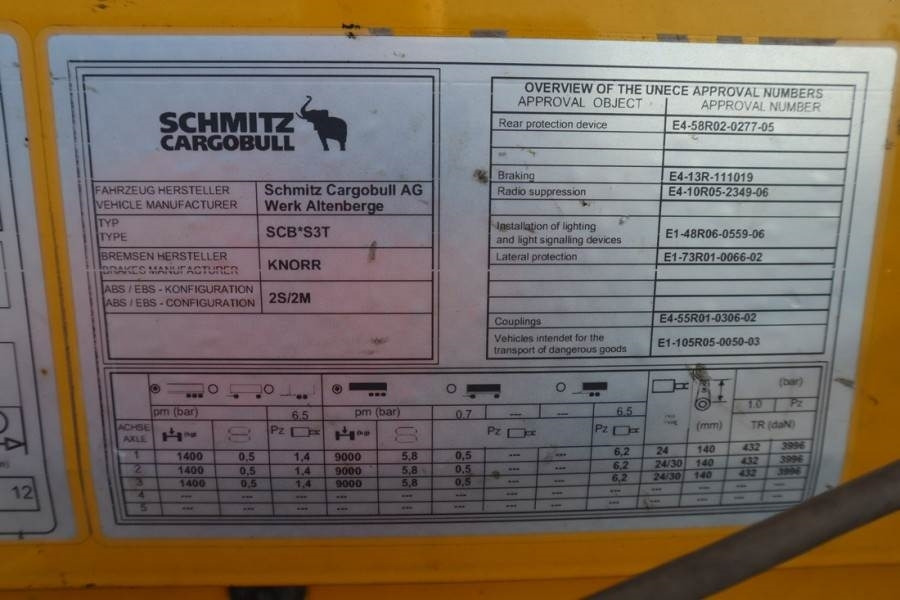 SCHMITZ
CARGOBULL
FAHRZEUG HERSTELLER
VEHICLE MANUFACTURER
Schmitz Cargobull AG
Werk Altenberge
TYP
TYPE
SCB*S3T
BREMSEN HERSTELLER
BRAKES MANUFACTURER
KNORR
ABS / EBS - KONFIGURATION
ABS / EBS - CONFIGURATION
2S/2M
OVERVIEW OF THE UNECE APPROVAL NUMBERS
APPROVAL OBJECT APPROVAL NUMBER
Rear protection device E4-58R02-0277-05
Braking E4-13R-111019
Radio suppression E4-10R05-2349-06
Installation of lighting
and light signalling devices
E1-48R06-0559-06
Lateral protection E1-73R01-0066-02
Couplings E4-55R01-0306-02
Vehicles intendet for the
transport of dangerous goods
E1-105R05-0050-03
(bar)
pm (bar) 6.5 pm (bar) 0.7 --- --- 6.5 1.0 Pz
ACHSE
AXLE
(kg) Pz (kg) Pz Pz (mm) TR (daN)
1 1400 0,5 1,4 9000 5,8 0,5 --- --- 6,2 24 140 432 3996
2 1400 0,5 1,4 9000 5,8 0,5 --- --- 6,2 24/30 140 432 3996
3 1400 0,5 1,4 9000 5,8 0,5 --- --- 6,2 24/30 140 432 3996
4 --- --- --- --- --- --- --- --- --- --- --- --- ---
5 --- --- --- --- --- --- --- --- --- --- --- --- ---
12